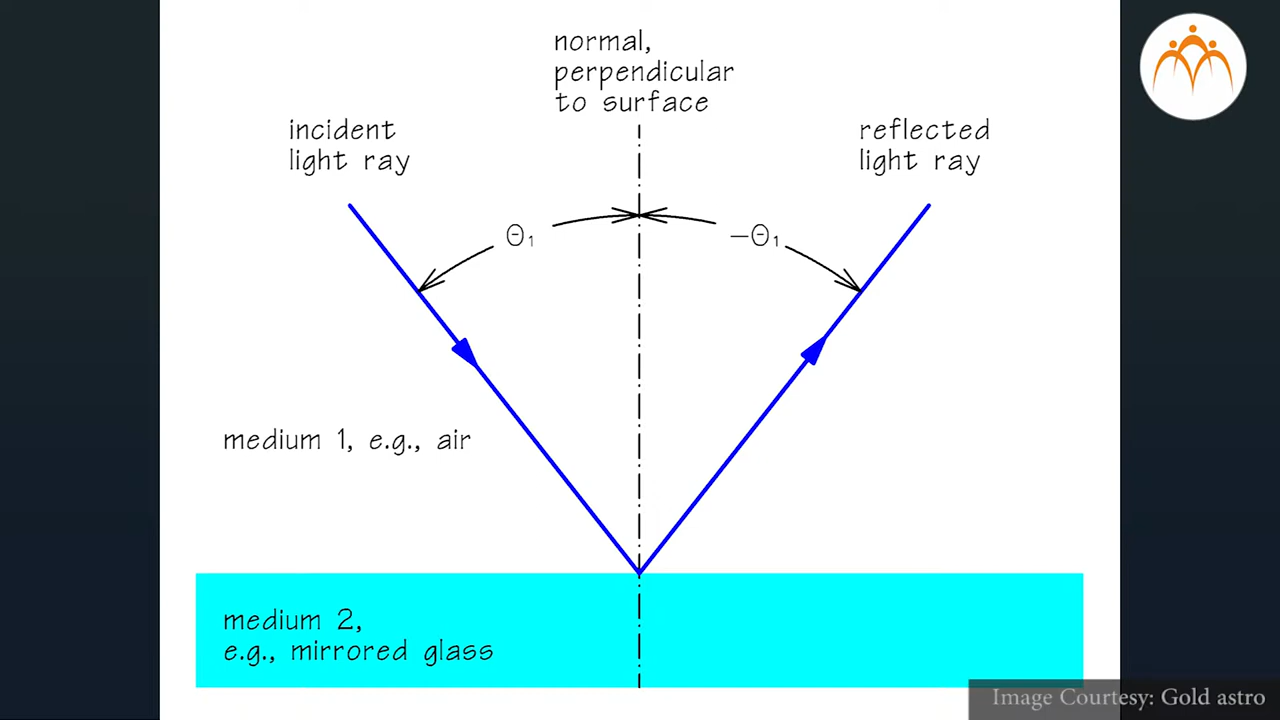 normal,
perpendicular
to surface
incident
light ray
reflected
light ray
Θ₁
−Θ₁
medium 1, e.g., air
medium 2,
e.g., mirrored glass
Image Courtesy: Gold astro